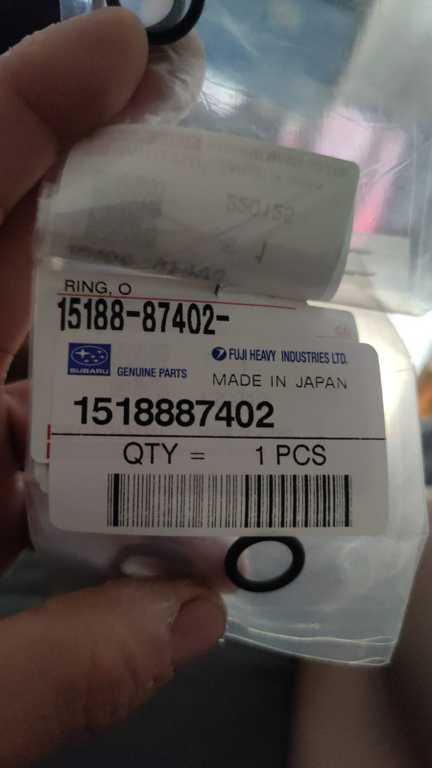 RING, O
15188-87402-
SUBARU
GENUINE PARTS
FUJI HEAVY INDUSTRIES LTD.
MADE IN JAPAN
1518887402
QTY = 1 PCS